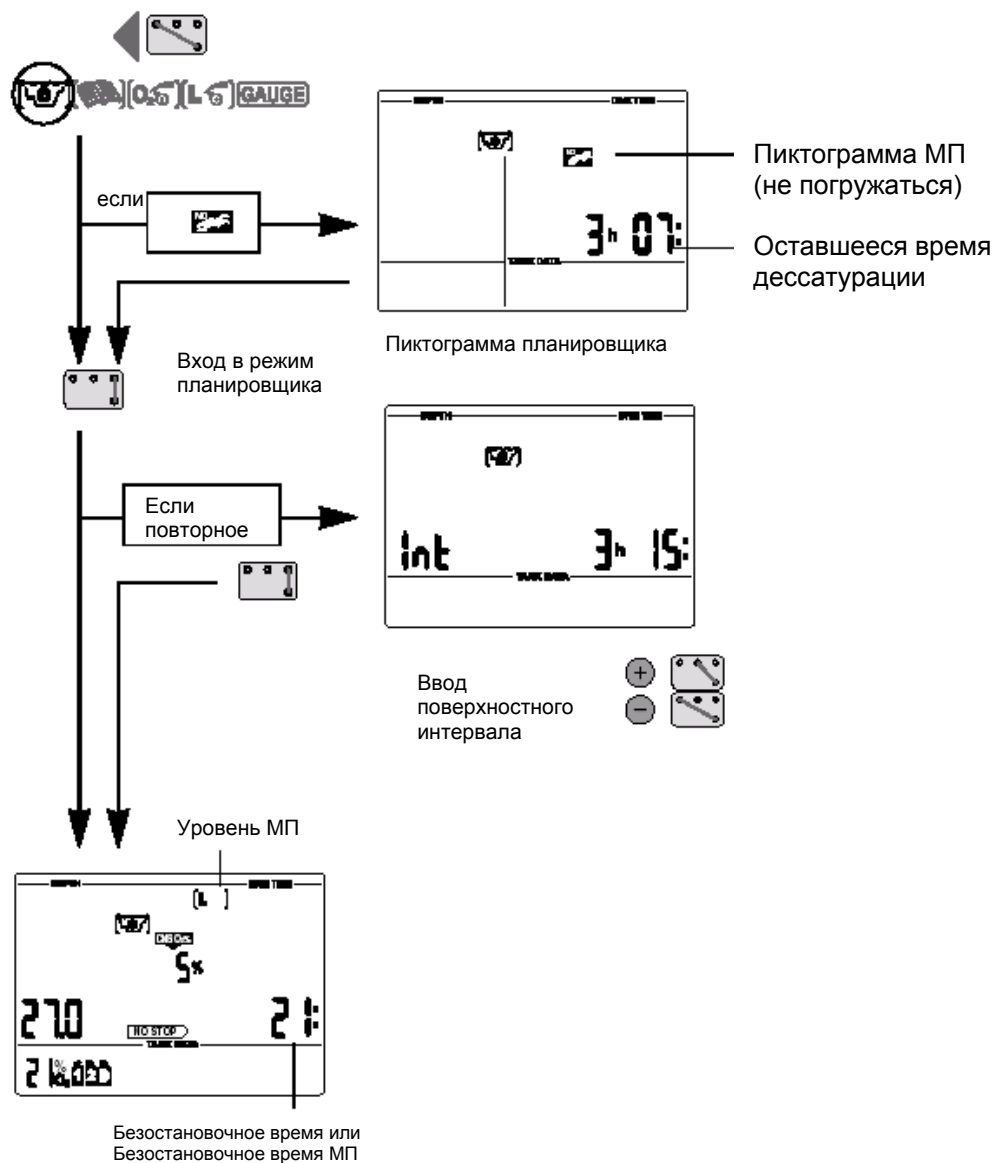 GAUGE
Пиктограмма МП
(не погружаться)
если
NO
3h 07:
Оставшееся время
дессатурации
Пиктограмма планировщика
Вход в режим
планировщика
Если
повторное
int 3h 15:
Ввод
поверхностного
интервала
+
−
Уровень МП
L
5%
27.0 NO STOP 21:
Безостановочное время или
Безостановочное время МП